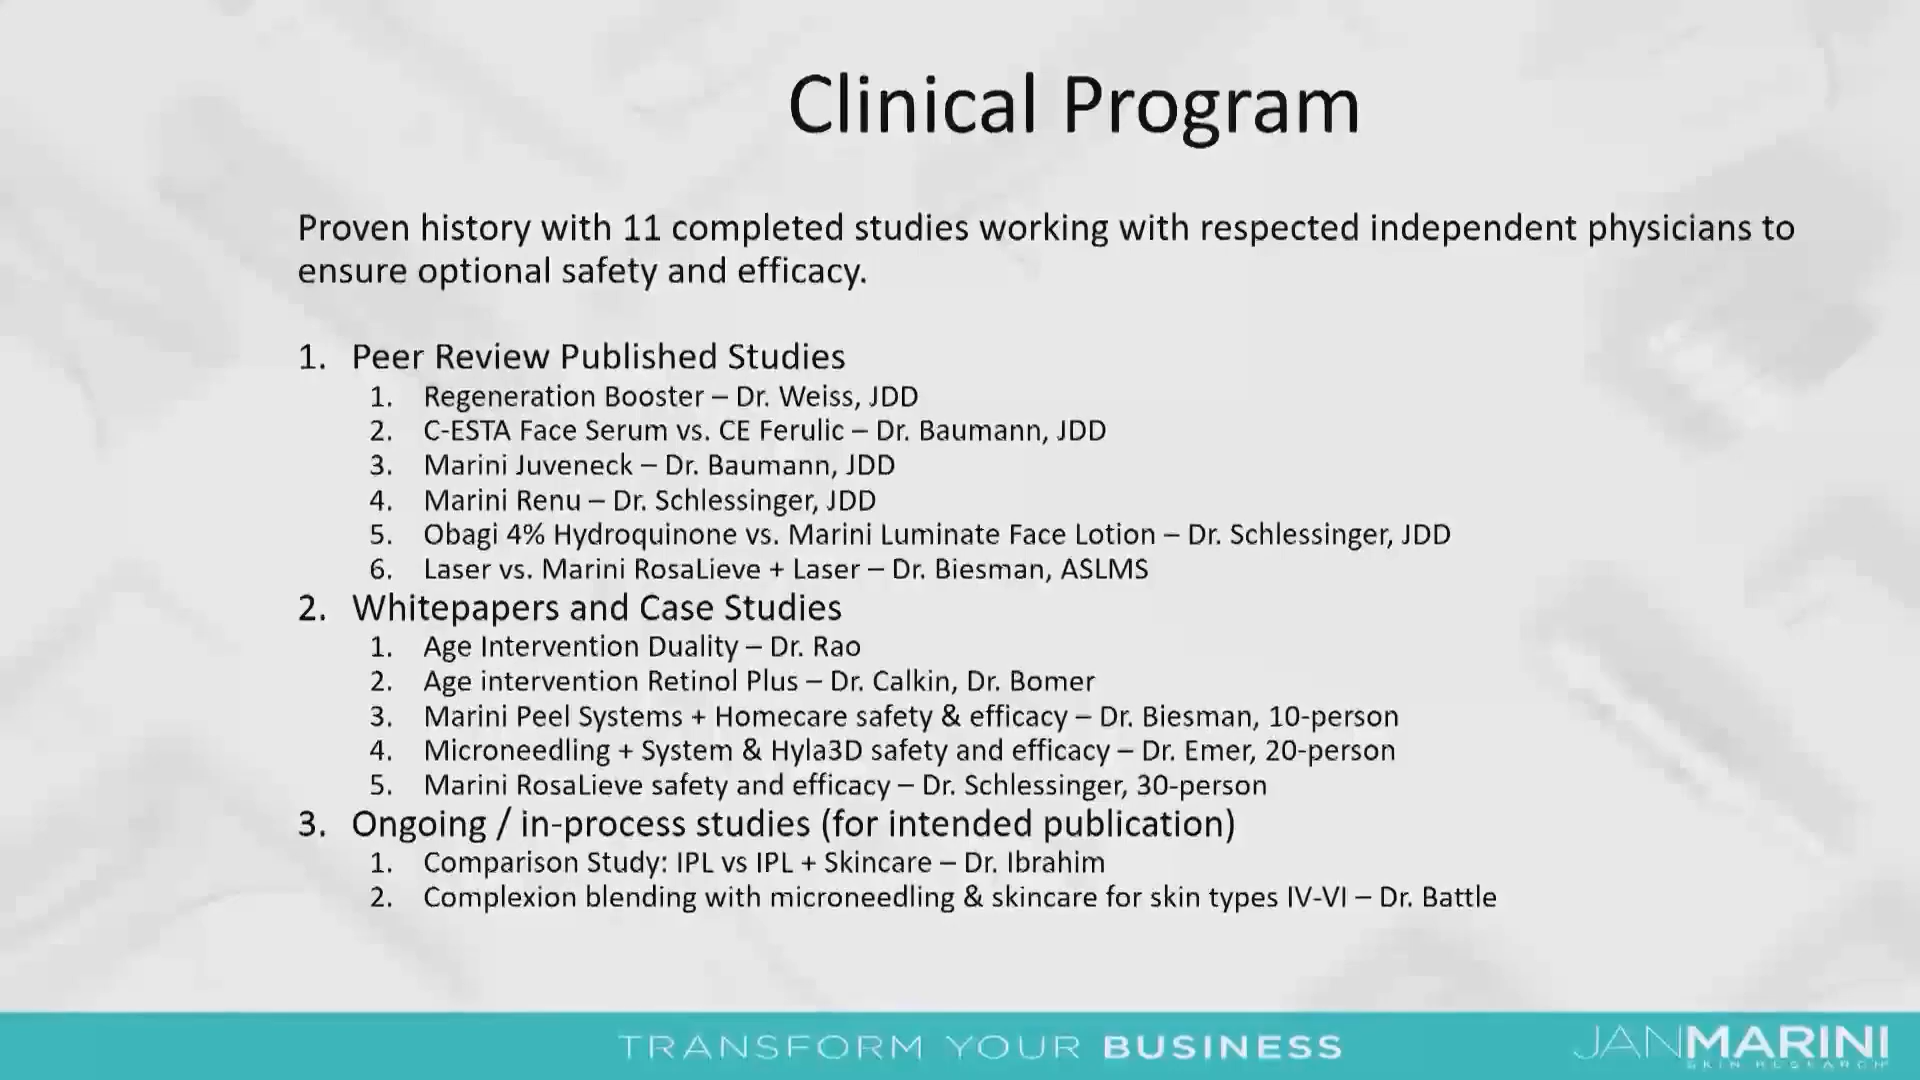 Clinical Program
Proven history with 11 completed studies working with respected independent physicians to
ensure optional safety and efficacy.
1. Peer Review Published Studies
1. Regeneration Booster – Dr. Weiss, JDD
2. C-ESTA Face Serum vs. CE Ferulic – Dr. Baumann, JDD
3. Marini Juveneck – Dr. Baumann, JDD
4. Marini Renu – Dr. Schlessinger, JDD
5. Obagi 4% Hydroquinone vs. Marini Luminate Face Lotion – Dr. Schlessinger, JDD
6. Laser vs. Marini RosaLieve + Laser – Dr. Biesman, ASLMS
2. Whitepapers and Case Studies
1. Age Intervention Duality – Dr. Rao
2. Age intervention Retinol Plus – Dr. Calkin, Dr. Bomer
3. Marini Peel Systems + Homecare safety & efficacy – Dr. Biesman, 10-person
4. Microneedling + System & Hyla3D safety and efficacy – Dr. Emer, 20-person
5. Marini RosaLieve safety and efficacy – Dr. Schlessinger, 30-person
3. Ongoing / in-process studies (for intended publication)
1. Comparison Study: IPL vs IPL + Skincare – Dr. Ibrahim
2. Complexion blending with microneedling & skincare for skin types IV-VI – Dr. Battle
TRANSFORM YOUR BUSINESS
JANMARINI
SKIN RESEARCH